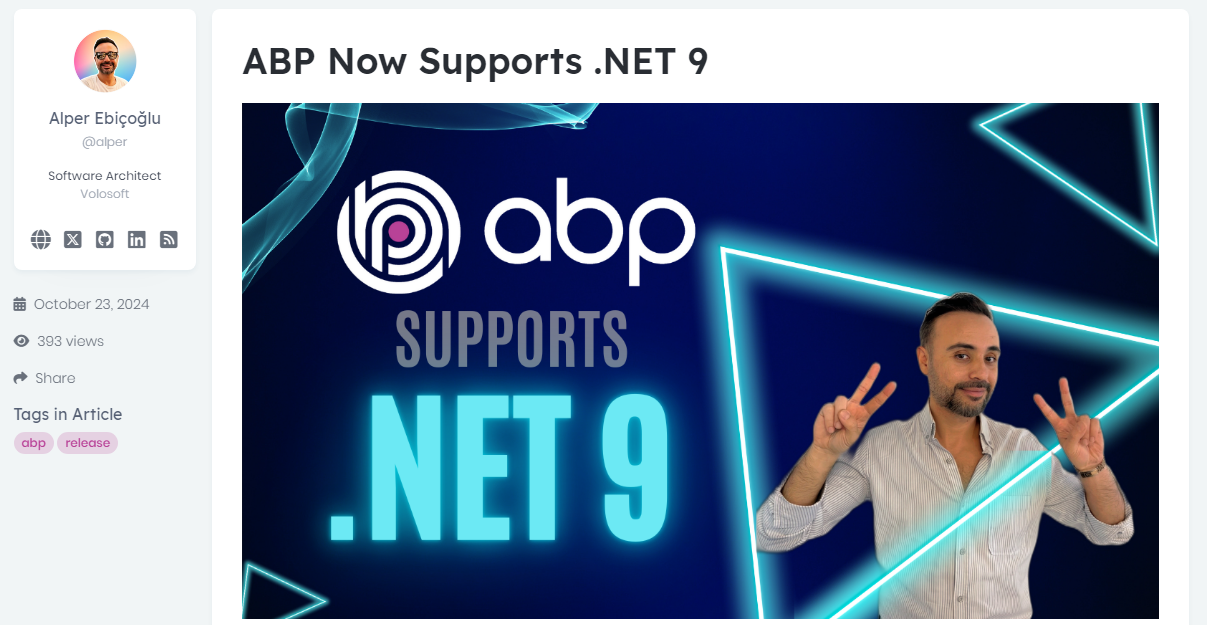 Alper Ebiçoğlu
@alper
Software Architect
Volosoft
October 23, 2024
393 views
Share
Tags in Article
abp
release
ABP Now Supports .NET 9
abp
SUPPORTS
.NET 9